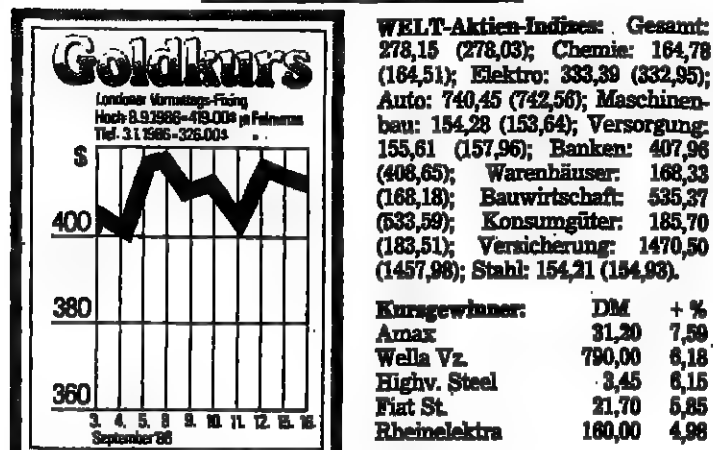 Goldkurs
Londoner Vormittags-Fixing
Hoch: 8.9.1986=419.00$ je Feinunze
Tief: 3.1.1986=326.00$
$
400
380
360
3. 4. 5. 8. 9. 10. 11. 12. 15. 16.
September '86
WELT-Aktien-Indizes: Gesamt:
278,15 (278,03); Chemie: 164,78
(164,51); Elektro: 333,39 (332,95);
Auto: 740,45 (742,56); Maschinen-
bau: 154,28 (153,64); Versorgung:
155,61 (157,96); Banken: 407,96
(408,65); Warenhäuser: 168,33
(168,18); Bauwirtschaft: 535,37
(533,59); Konsumgüter: 185,70
(183,51); Versicherung: 1470,50
(1457,98); Stahl: 154,21 (154,93).
Kursgewinner: DM + %
Amax 31,20 7,59
Wella Vz. 790,00 6,18
Highv. Steel 3,45 6,15
Fiat St. 21,70 5,85
Rheinelektra 160,00 4,98